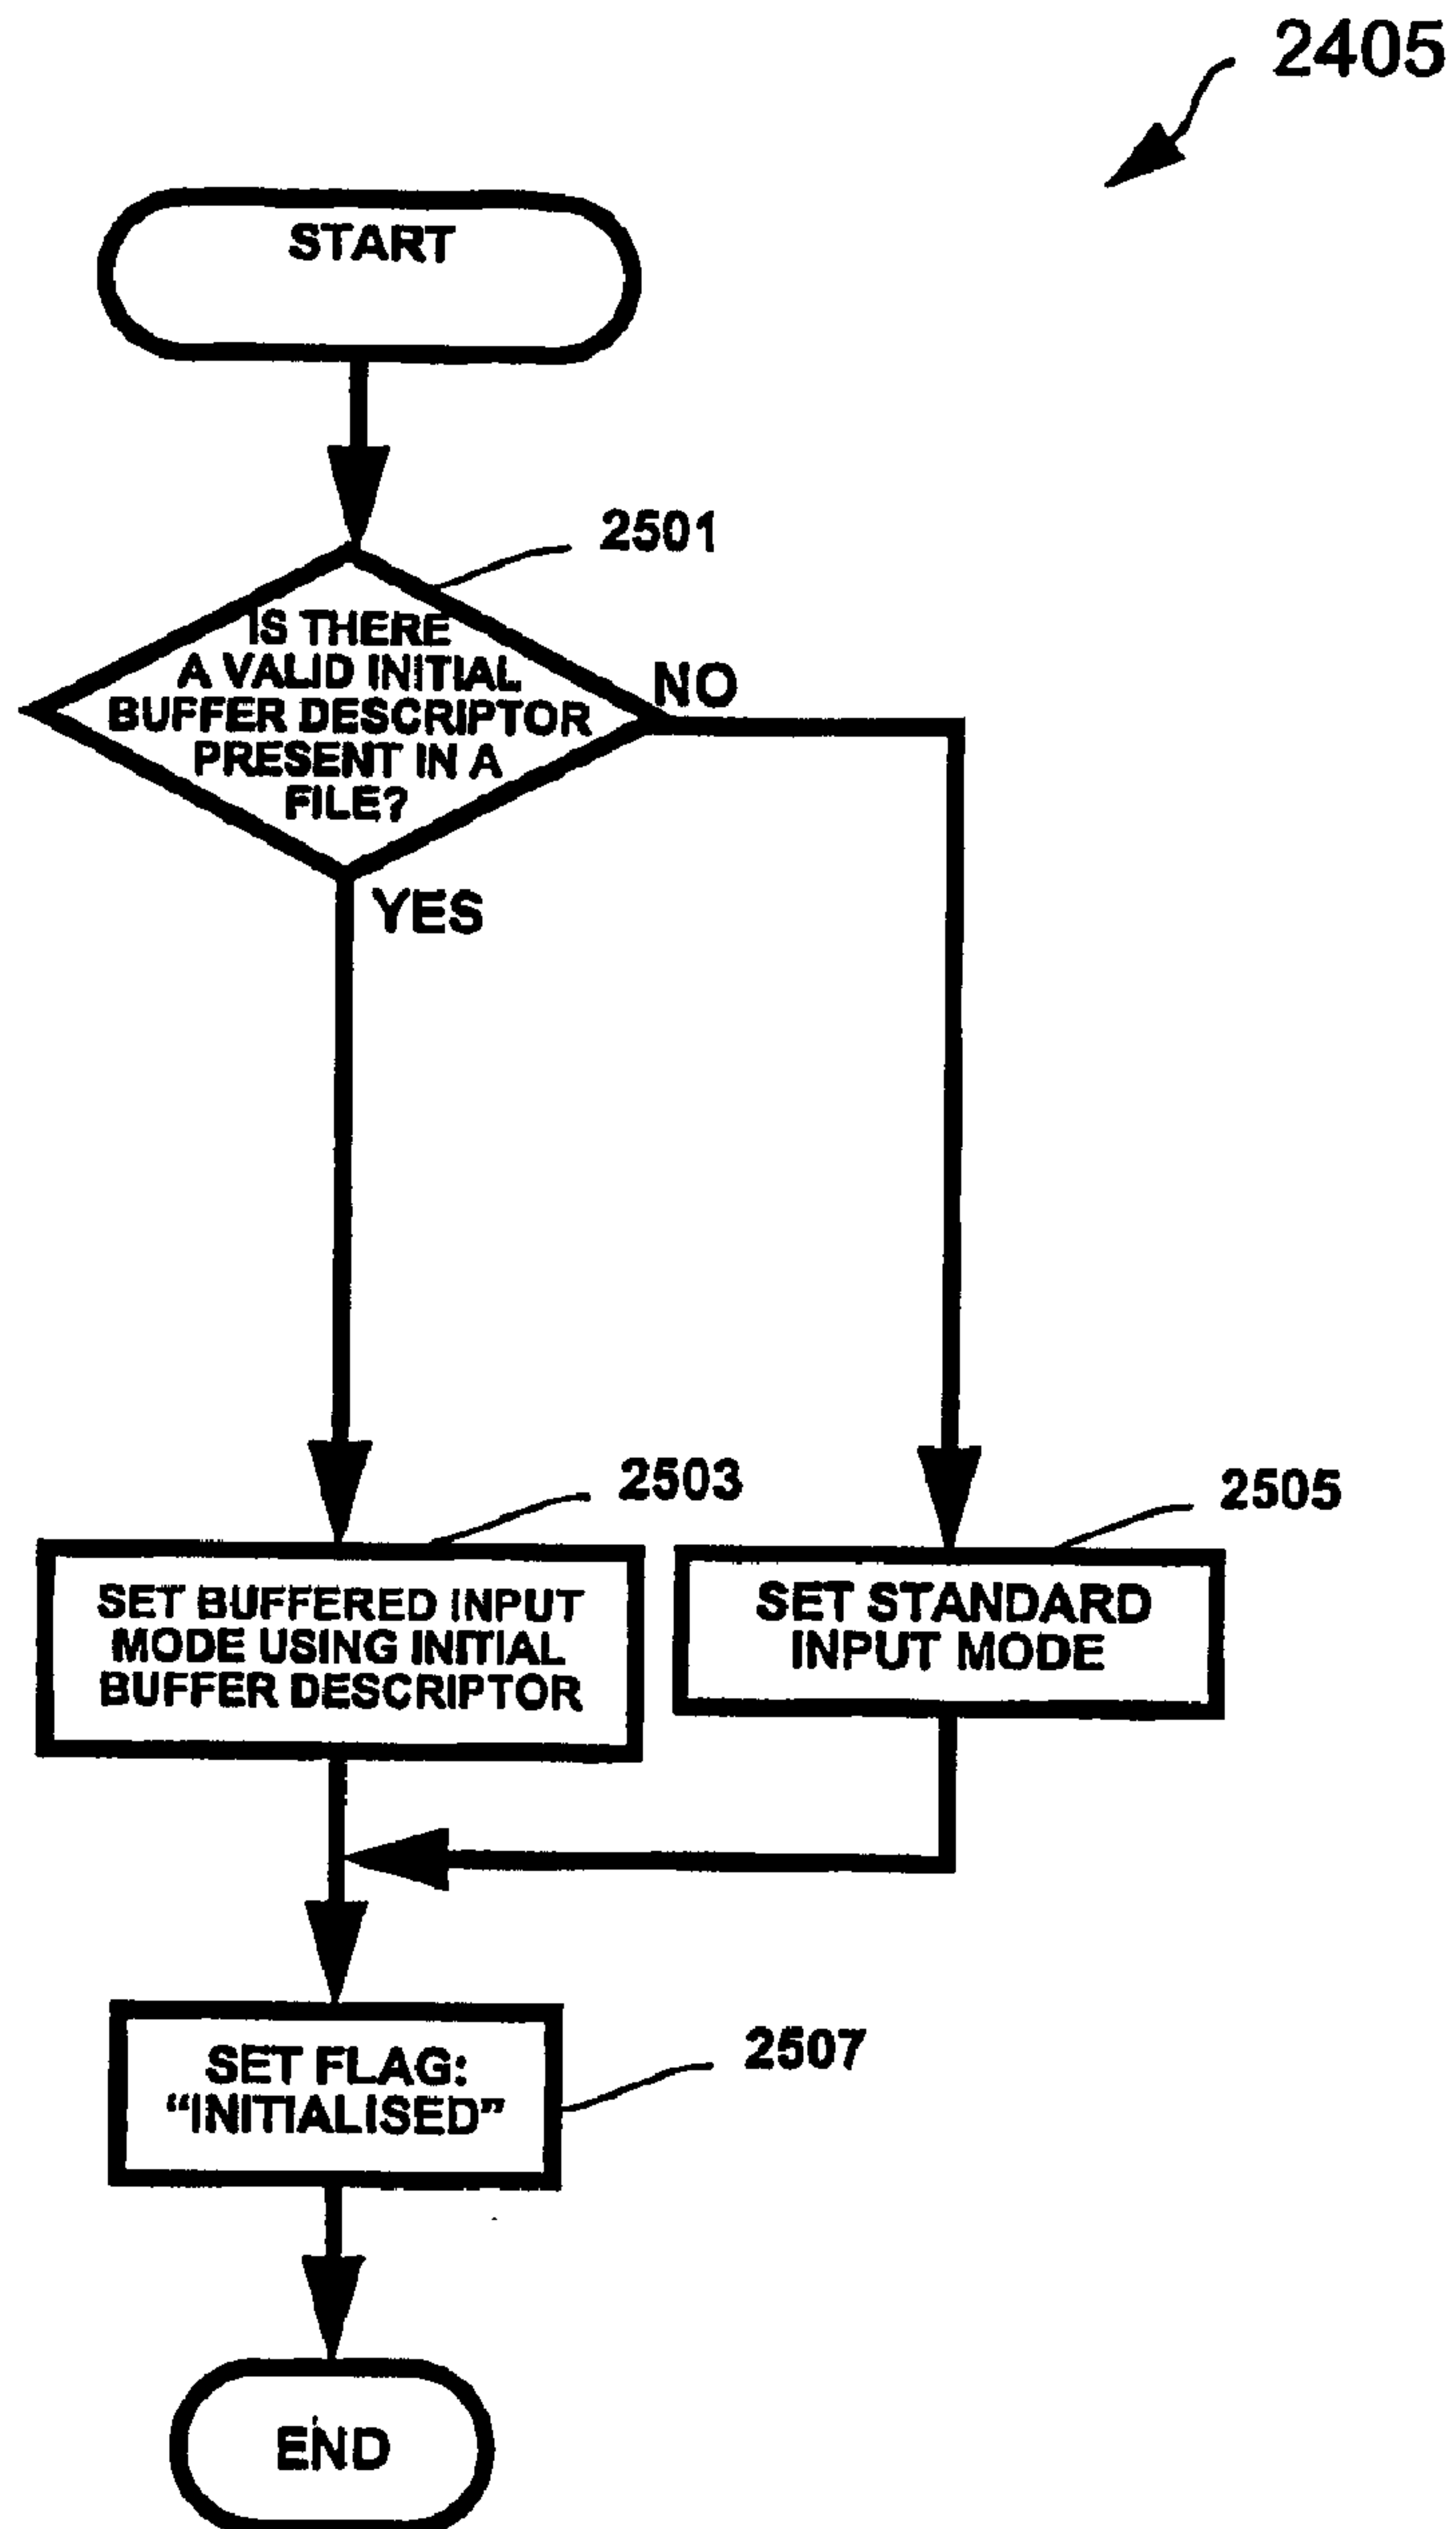 2405
START
2501
IS THERE
A VALID INITIAL
BUFFER DESCRIPTOR
PRESENT IN A
FILE?
NO
YES
2503
2505
SET BUFFERED INPUT
MODE USING INITIAL
BUFFER DESCRIPTOR
SET STANDARD
INPUT MODE
SET FLAG:
“INITIALISED”
2507
END